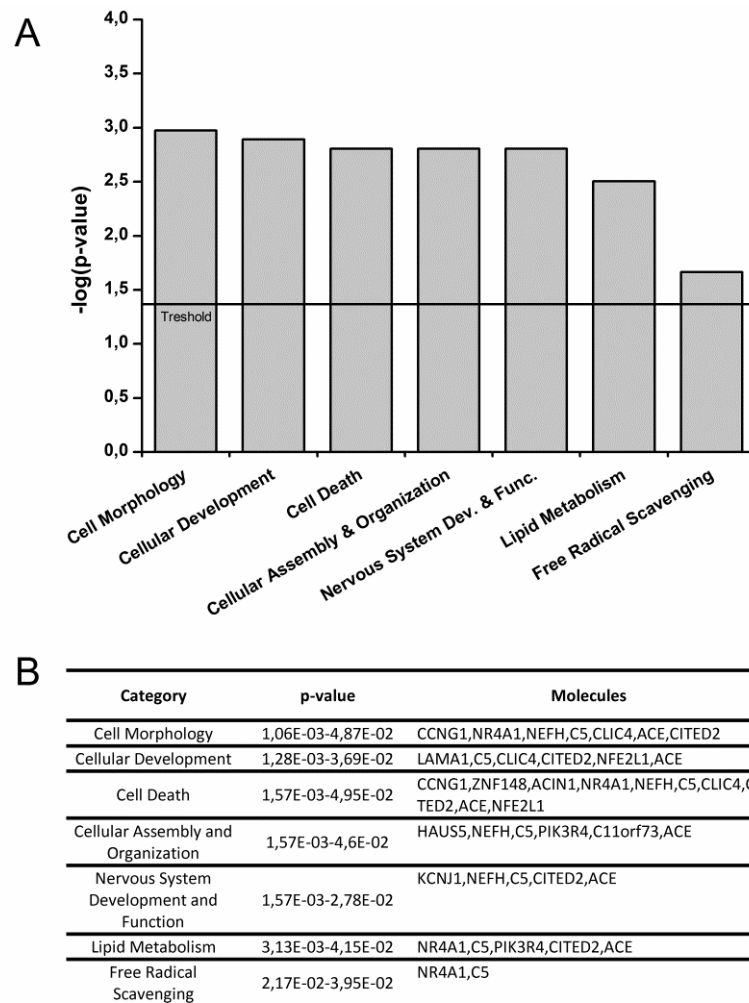 A
4,0
3,5
3,0
2,5
2,0
1,5
1,0
0,5
0,0
-log(p-value)
Treshold
Cell Morphology
Cellular Development
Cell Death
Cellular Assembly & Organization
Nervous System Dev. & Func.
Lipid Metabolism
Free Radical Scavenging
B
Category p-value Molecules
Cell Morphology 1,06E-03-4,87E-02 CCNG1,NR4A1,NEFH,C5,CLIC4,ACE,CITED2
Cellular Development 1,28E-03-3,69E-02 LAMA1,C5,CLIC4,CITED2,NFE2L1,ACE
Cell Death 1,57E-03-4,95E-02 CCNG1,ZNF148,ACIN1,NR4A1,NEFH,C5,CLIC4,C
TED2,ACE,NFE2L1
Cellular Assembly and
Organization 1,57E-03-4,6E-02 HAUS5,NEFH,C5,PIK3R4,C11orf73,ACE
Nervous System
Development and
Function 1,57E-03-2,78E-02 KCNJ1,NEFH,C5,CITED2,ACE
Lipid Metabolism 3,13E-03-4,15E-02 NR4A1,C5,PIK3R4,CITED2,ACE
Free Radical
Scavenging 2,17E-02-3,95E-02 NR4A1,C5